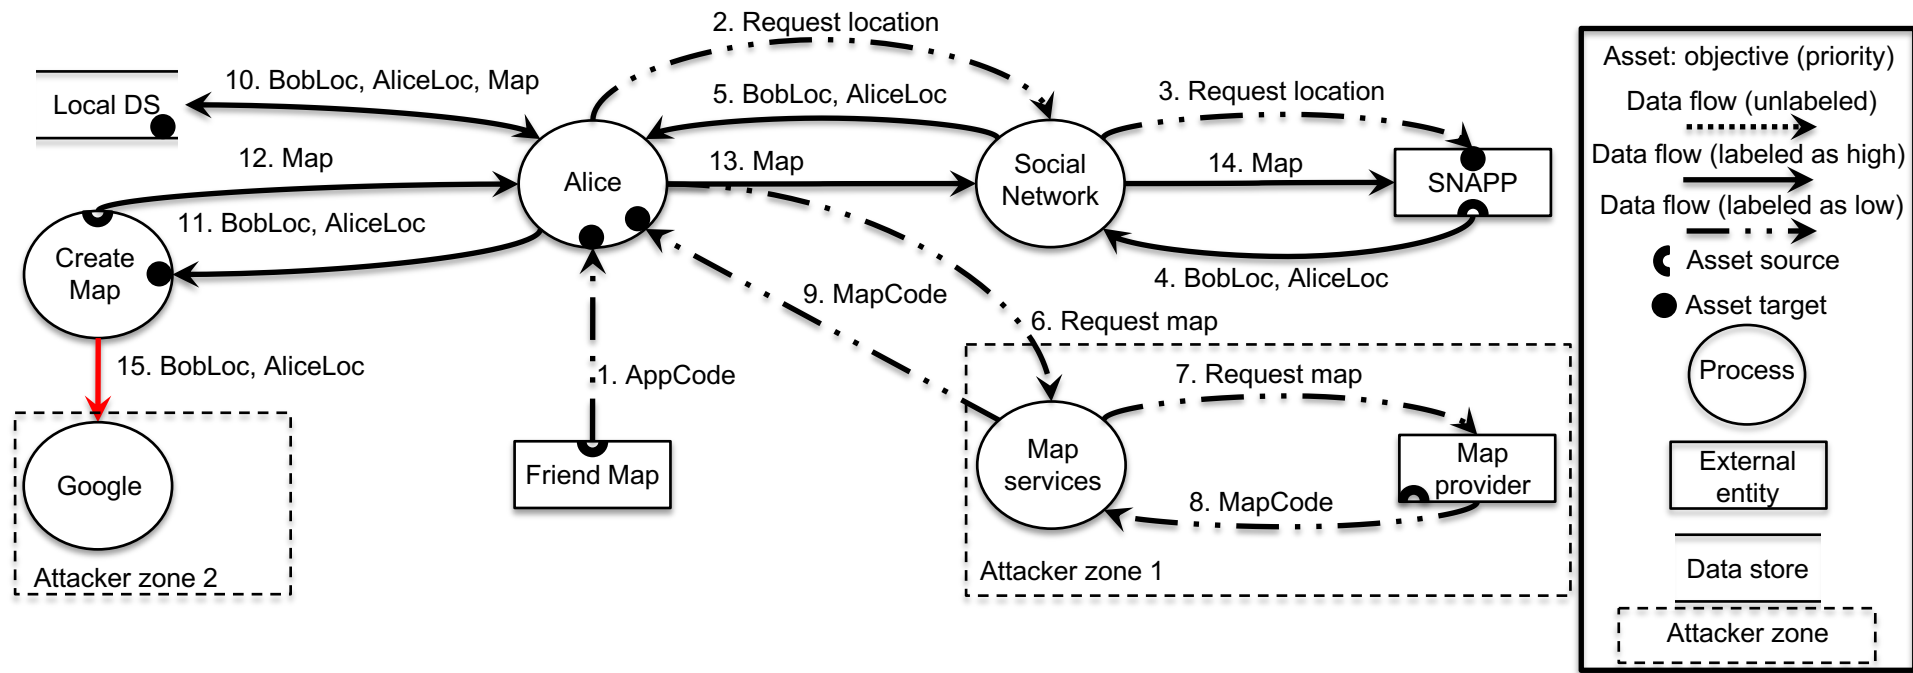 2. Request location
10. BobLoc, AliceLoc, Map
5. BobLoc, AliceLoc
3. Request location
Local DS
12. Map
Alice
13. Map
Social
Network
14. Map
SNAPP
11. BobLoc, AliceLoc
Create
Map
4. BobLoc, AliceLoc
9. MapCode
6. Request map
15. BobLoc, AliceLoc
1. AppCode
7. Request map
Google
Friend Map
Map
services
Map
provider
8. MapCode
Attacker zone 2
Attacker zone 1
Asset: objective (priority)
Data flow (unlabeled)
Data flow (labeled as high)
Data flow (labeled as low)
Asset source
Asset target
Process
External
entity
Data store
Attacker zone